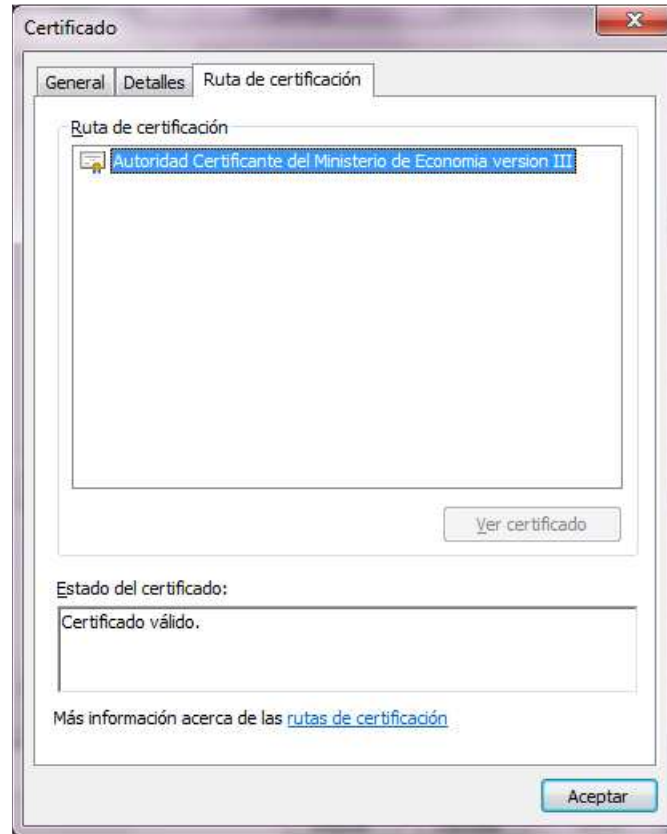 Certificado
General Detalles Ruta de certificación
Ruta de certificación
Autoridad Certificante del Ministerio de Economia version III
Ver certificado
Estado del certificado:
Certificado válido.
Más información acerca de las rutas de certificación
Aceptar